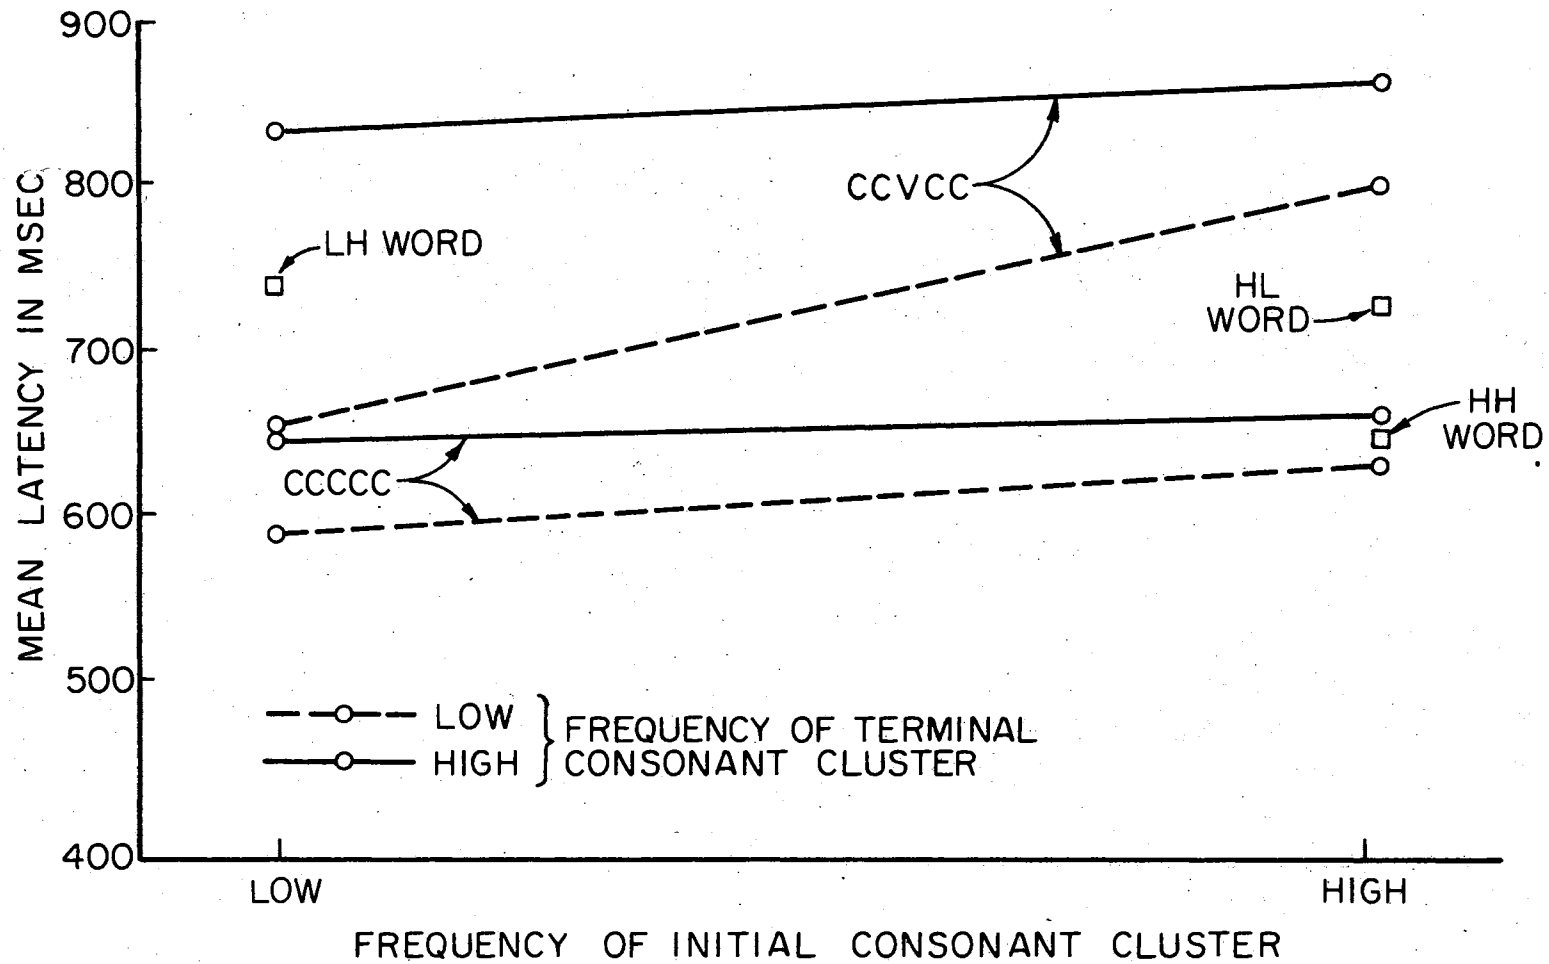 900
800
700
600
500
400
MEAN LATENCY IN MSEC
CCVCC
LH WORD
HL
WORD
HH
WORD
CCCCC
LOW
HIGH
FREQUENCY OF TERMINAL
CONSONANT CLUSTER
LOW
HIGH
FREQUENCY OF INITIAL CONSONANT CLUSTER